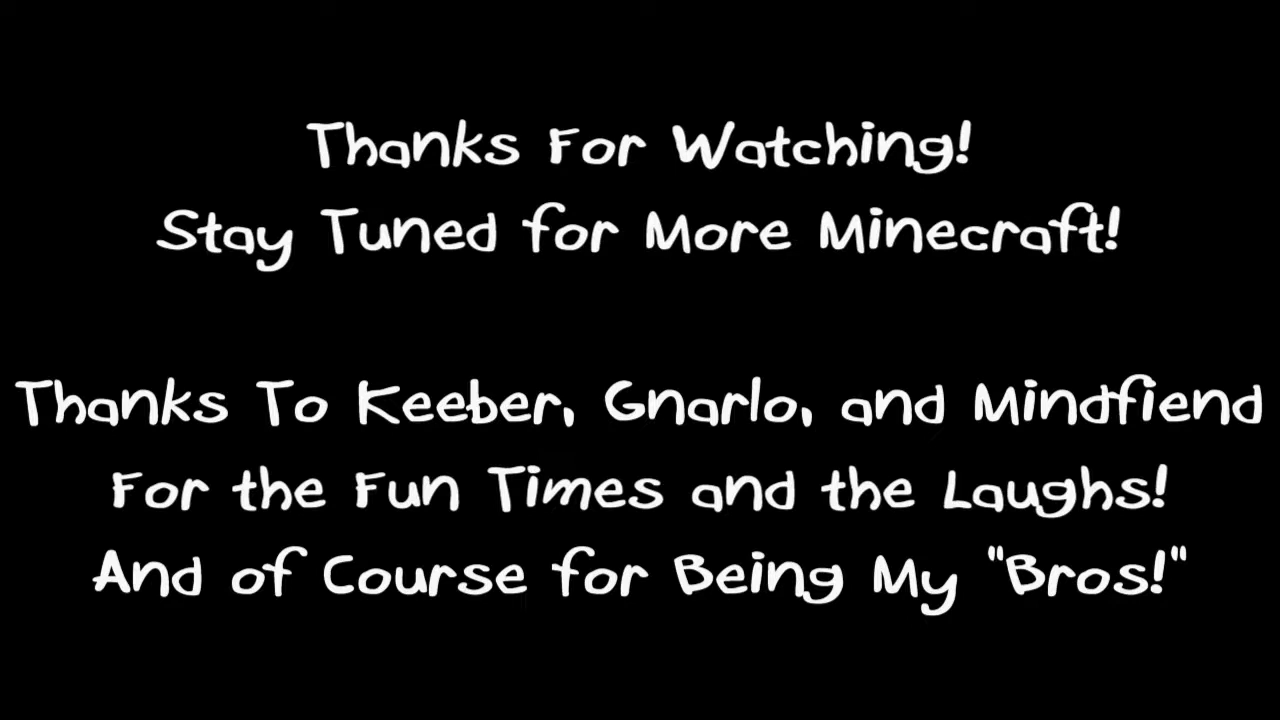 Thanks For Watching!
Stay Tuned for More Minecraft!
Thanks To Keeber, Gnarlo, and Mindfiend
For the Fun Times and the Laughs!
And of Course for Being My "Bros!"